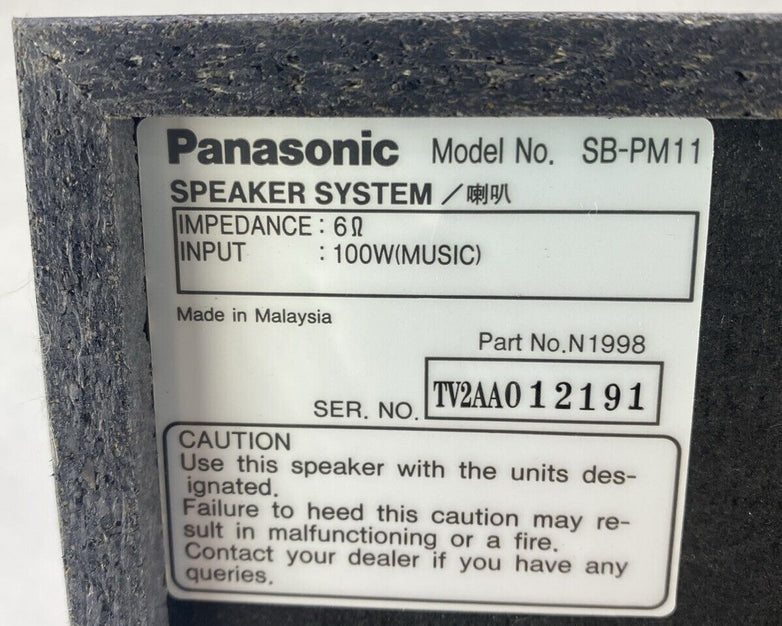 Panasonic Model No. SB-PM11
SPEAKER SYSTEM / 喇叭
IMPEDANCE : 6Ω
INPUT : 100W(MUSIC)
Made in Malaysia
Part No.N1998
SER. NO. TV2AA012191
CAUTION
Use this speaker with the units des-
ignated.
Failure to heed this caution may re-
sult in malfunctioning or a fire.
Contact your dealer if you have any
queries.